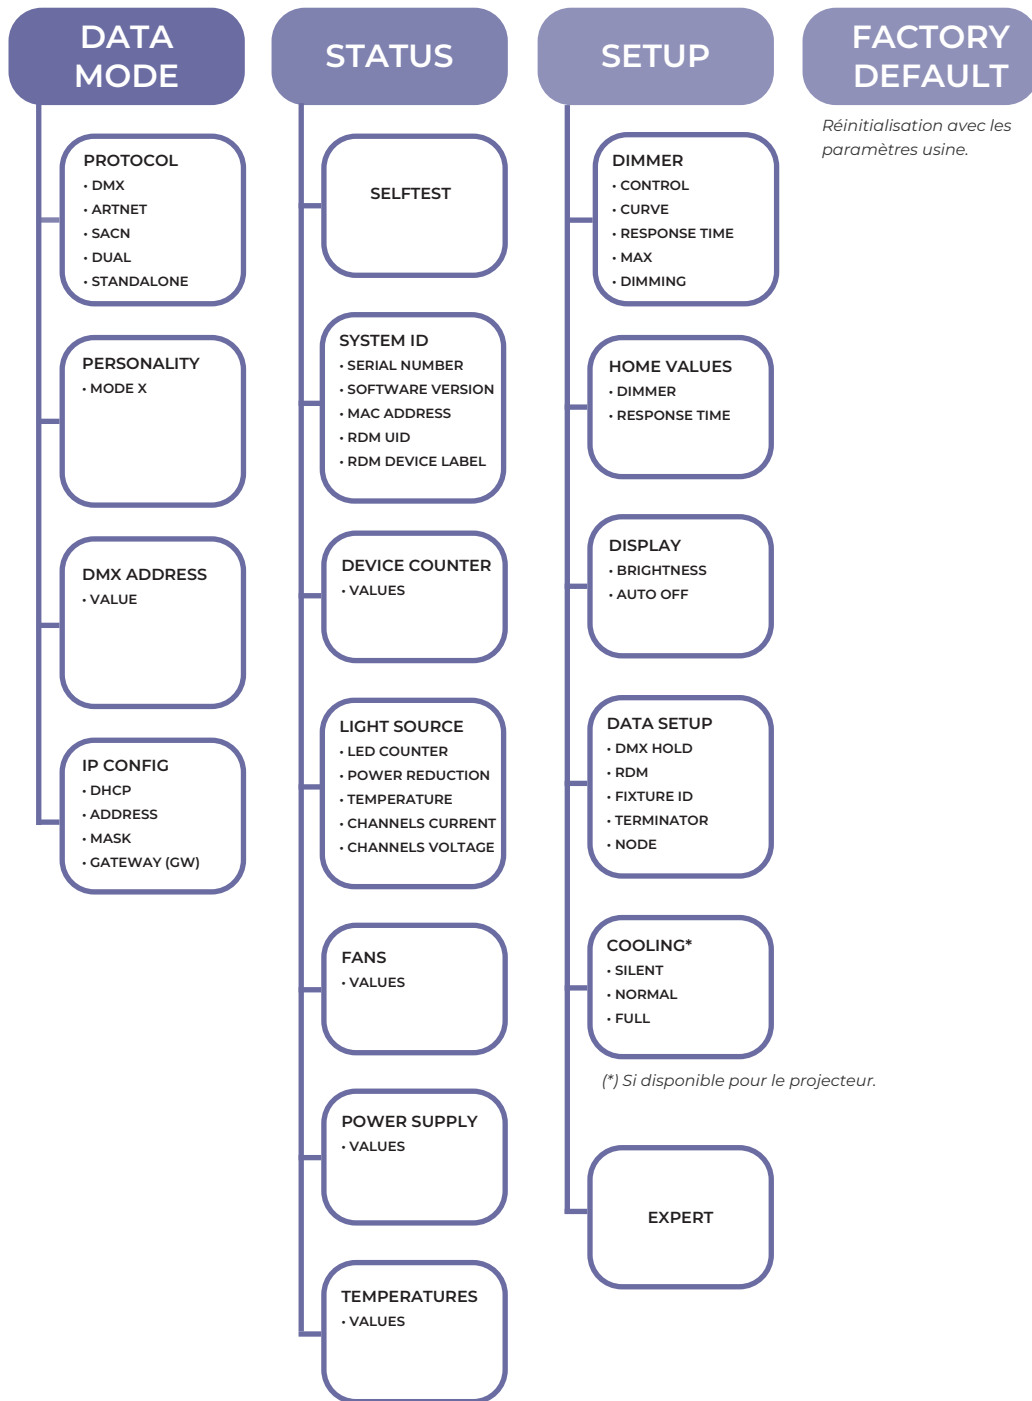 DATA
MODE
PROTOCOL
• DMX
• ARTNET
• SACN
• DUAL
• STANDALONE
PERSONALITY
• MODE X
DMX ADDRESS
• VALUE
IP CONFIG
• DHCP
• ADDRESS
• MASK
• GATEWAY (GW)
STATUS
SELFTEST
SYSTEM ID
• SERIAL NUMBER
• SOFTWARE VERSION
• MAC ADDRESS
• RDM UID
• RDM DEVICE LABEL
DEVICE COUNTER
• VALUES
LIGHT SOURCE
• LED COUNTER
• POWER REDUCTION
• TEMPERATURE
• CHANNELS CURRENT
• CHANNELS VOLTAGE
FANS
• VALUES
POWER SUPPLY
• VALUES
TEMPERATURES
• VALUES
SETUP
DIMMER
• CONTROL
• CURVE
• RESPONSE TIME
• MAX
• DIMMING
HOME VALUES
• DIMMER
• RESPONSE TIME
DISPLAY
• BRIGHTNESS
• AUTO OFF
DATA SETUP
• DMX HOLD
• RDM
• FIXTURE ID
• TERMINATOR
• NODE
COOLING*
• SILENT
• NORMAL
• FULL
(*) Si disponible pour le projecteur.
EXPERT
FACTORY
DEFAULT
Réinitialisation avec les
paramètres usine.